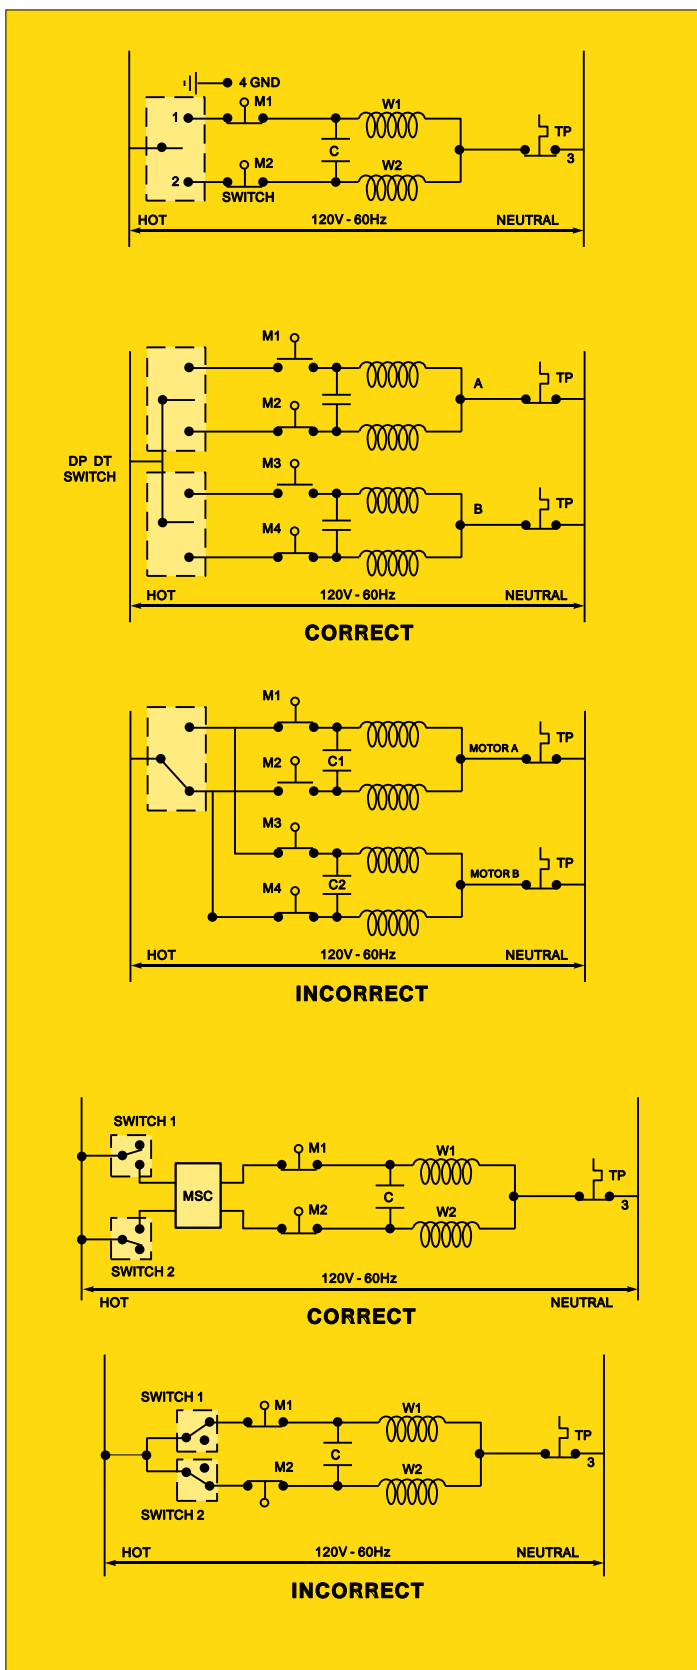 4 GND
M1
W1
1
C
TP
3
M2
W2
2
SWITCH
HOT
120V - 60Hz
NEUTRAL
M1
A
TP
M2
DP DT
SWITCH
M3
B
TP
M4
HOT
120V - 60Hz
NEUTRAL
CORRECT
M1
MOTOR A
TP
M2
C1
M3
MOTOR B
TP
M4
C2
HOT
120V - 60Hz
NEUTRAL
INCORRECT
SWITCH 1
M1
W1
MSC
C
TP
3
M2
W2
SWITCH 2
120V - 60Hz
HOT
NEUTRAL
CORRECT
SWITCH 1
M1
W1
C
TP
3
M2
W2
SWITCH 2
HOT
120V - 60Hz
NEUTRAL
INCORRECT